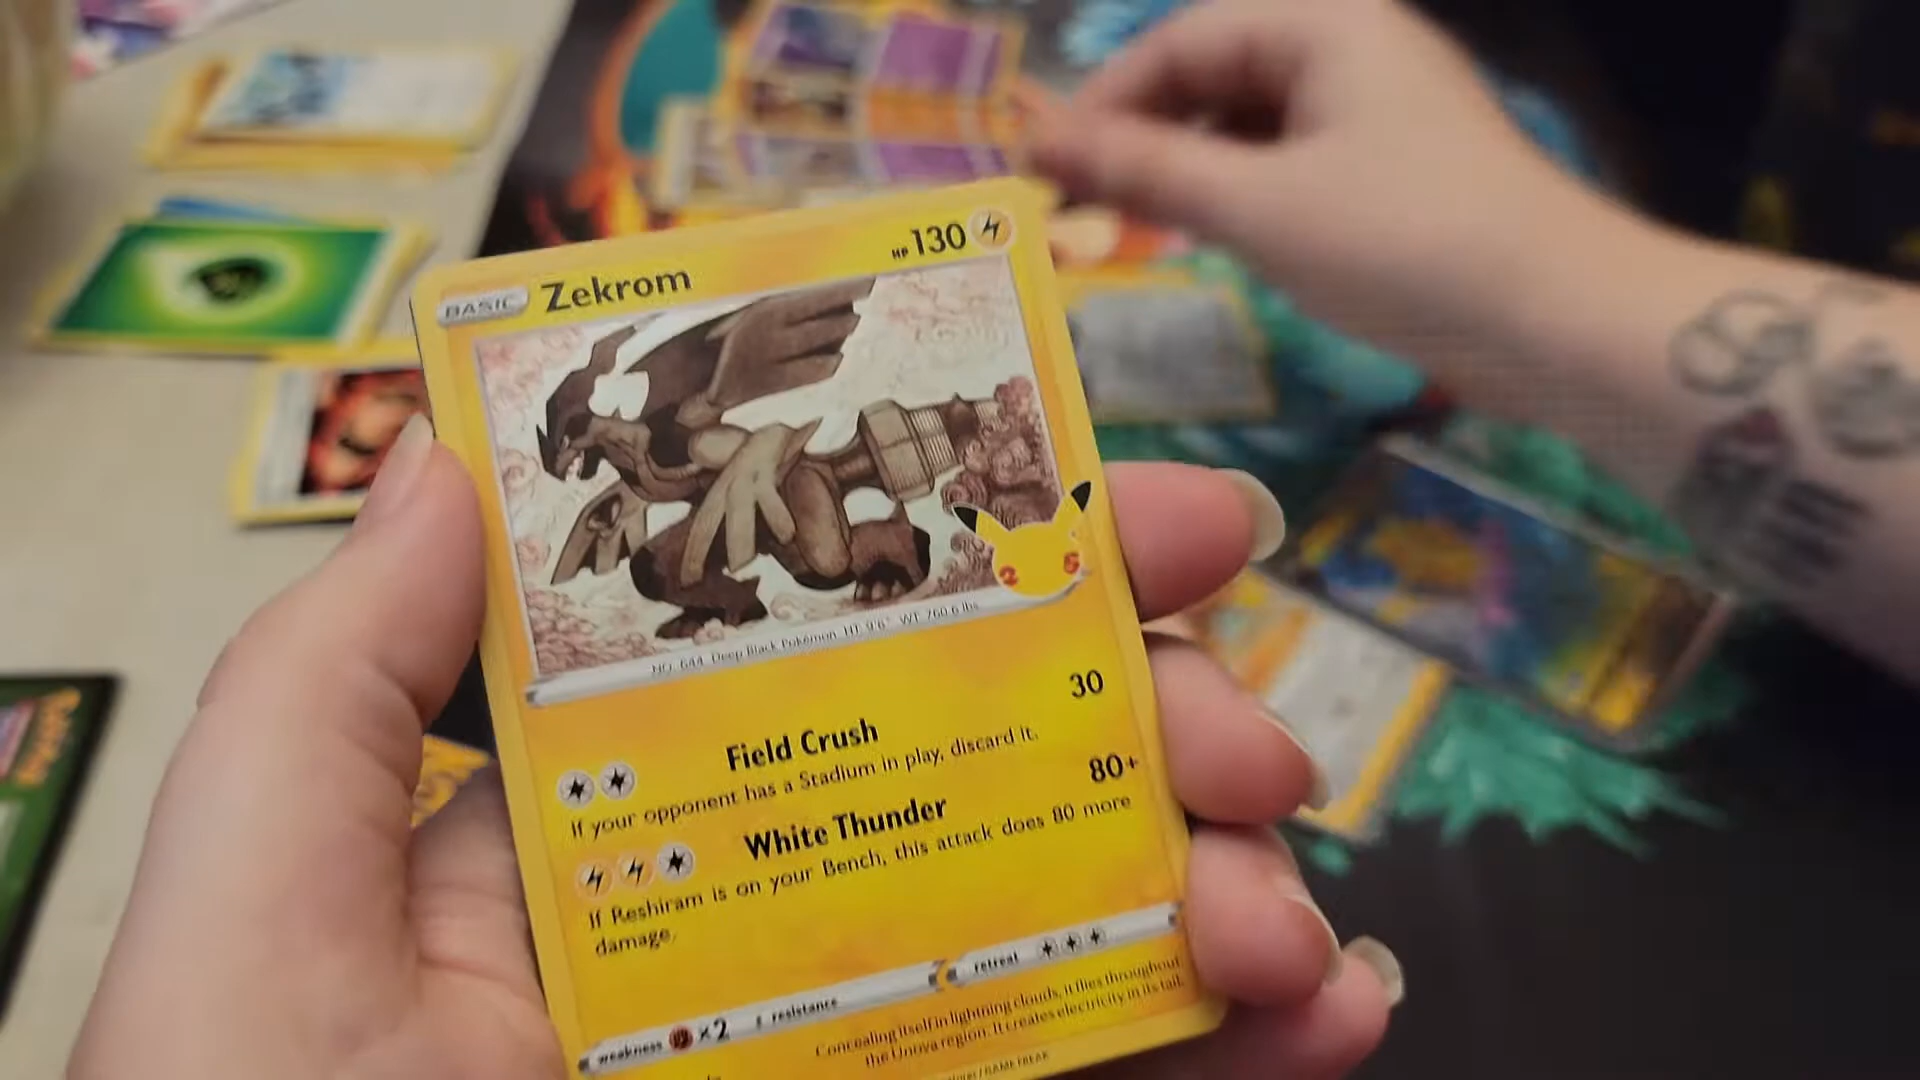 BASIC Zekrom HP 130
25
NO. 644 Deep Black Pokémon HT: 9'6" WT: 760.6 lbs.
Field Crush 30
If your opponent has a Stadium in play, discard it.
White Thunder 80+
If Reshiram is on your Bench, this attack does 80 more
damage.
weakness ×2 resistance retreat
Concealing itself in lightning clouds, it flies throughout
the Unova region. It creates electricity in its tail.
/ GAME FREAK